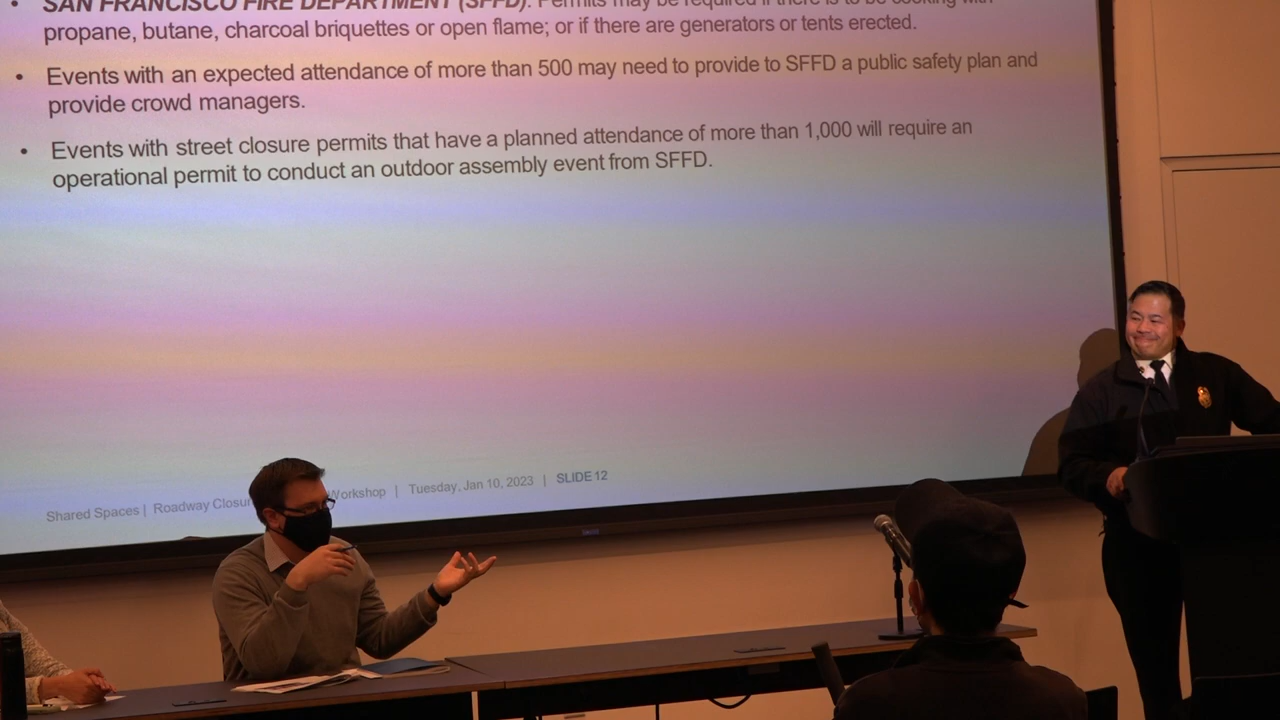 • SAN FRANCISCO FIRE DEPARTMENT (SFFD): Permits may be required if there is to be cooking with
propane, butane, charcoal briquettes or open flame; or if there are generators or tents erected.
• Events with an expected attendance of more than 500 may need to provide to SFFD a public safety plan and
provide crowd managers.
• Events with street closure permits that have a planned attendance of more than 1,000 will require an
operational permit to conduct an outdoor assembly event from SFFD.
Shared Spaces | Roadway Closur Workshop | Tuesday, Jan 10, 2023 | SLIDE 12